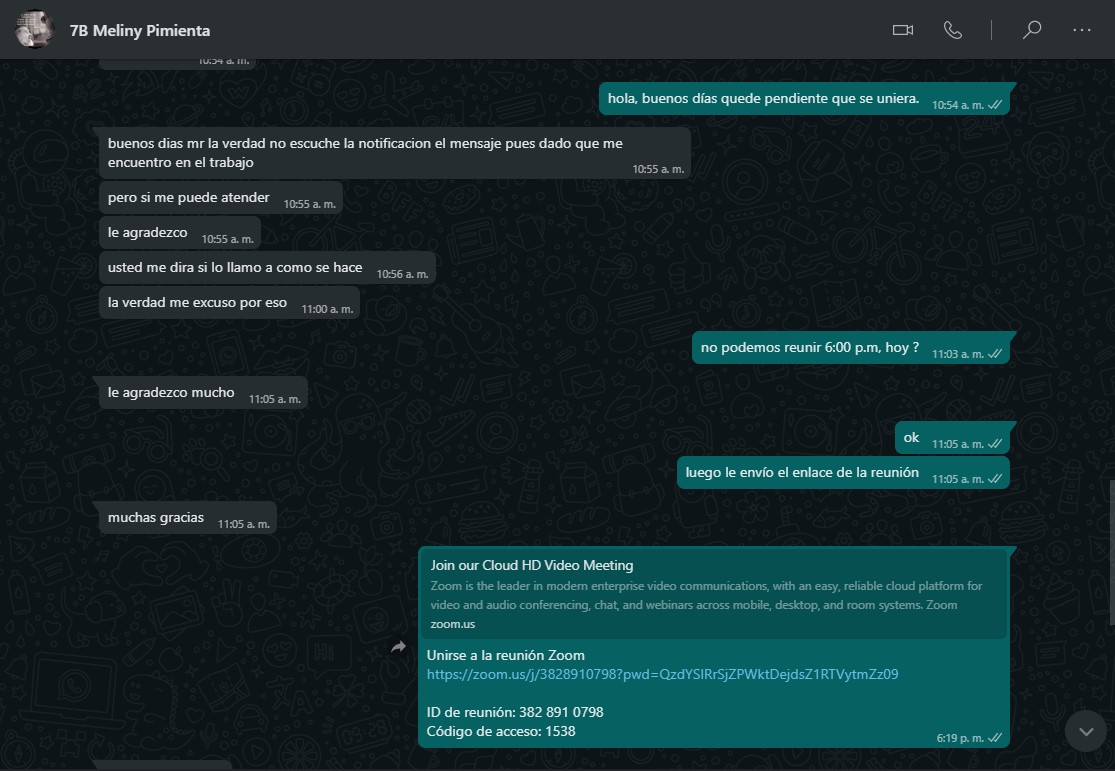 7B Meliny Pimienta
10:54 a. m.
hola, buenos días quede pendiente que se uniera.
10:54 a. m.
buenos dias mr la verdad no escuche la notificacion el mensaje pues dado que me
encuentro en el trabajo
10:55 a. m.
pero si me puede atender
10:55 a. m.
le agradezco
10:55 a. m.
usted me dira si lo llamo a como se hace
10:56 a. m.
la verdad me excuso por eso
11:00 a. m.
no podemos reunir 6:00 p.m, hoy ?
11:03 a. m.
le agradezco mucho
11:05 a. m.
ok
11:05 a. m.
luego le envío el enlace de la reunión
11:05 a. m.
muchas gracias
11:05 a. m.
Join our Cloud HD Video Meeting
Zoom is the leader in modern enterprise video communications, with an easy, reliable cloud platform for
video and audio conferencing, chat, and webinars across mobile, desktop, and room systems. Zoom
zoom.us
Unirse a la reunión Zoom
https://zoom.us/j/3828910798?pwd=QzdYSlRrSjZPWktDejdsZ1RTVytmZz09
ID de reunión: 382 891 0798
Código de acceso: 1538
6:19 p. m.